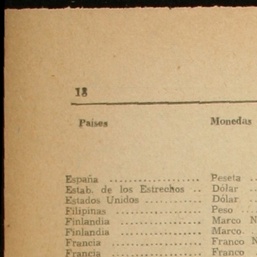 18
Países Monedas
España .................. Peseta ..
Estab. de los Estrechos .. Dólar ..
Estados Unidos ........... Dólar .
Filipinas ................ Peso ..
Finlandia ................ Marco N
Finlandia ................ Marco.
Francia .................. Franco N
Francia .................. Franco